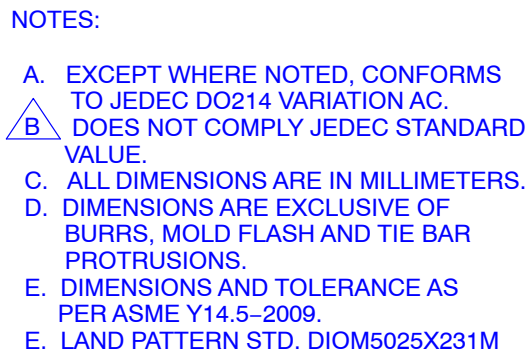 NOTES:
A. EXCEPT WHERE NOTED, CONFORMS
TO JEDEC DO214 VARIATION AC.
B DOES NOT COMPLY JEDEC STANDARD
VALUE.
C. ALL DIMENSIONS ARE IN MILLIMETERS.
D. DIMENSIONS ARE EXCLUSIVE OF
BURRS, MOLD FLASH AND TIE BAR
PROTRUSIONS.
E. DIMENSIONS AND TOLERANCE AS
PER ASME Y14.5−2009.
E. LAND PATTERN STD. DIOM5025X231M